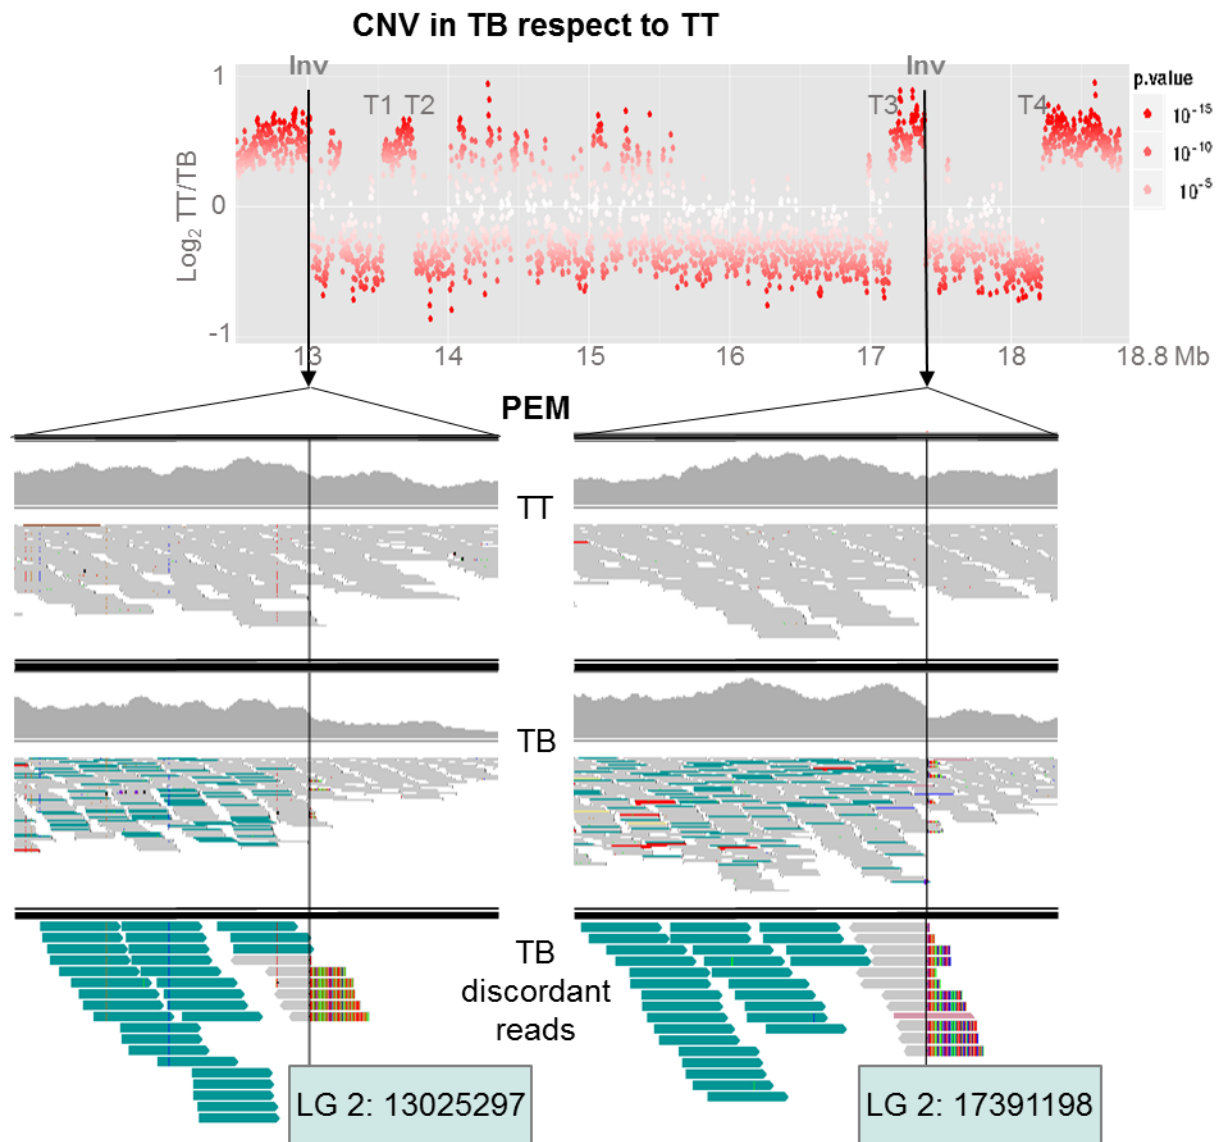 CNV in TB respect to TT
Inv Inv
1
T1 T2 T3 T4
p.value
10-15
10-10
10-5
Log2 TT/TB
0
-1
13 14 15 16 17 18 18.8 Mb
PEM
TT
TB
TB
discordant
reads
LG 2: 13025297
LG 2: 17391198